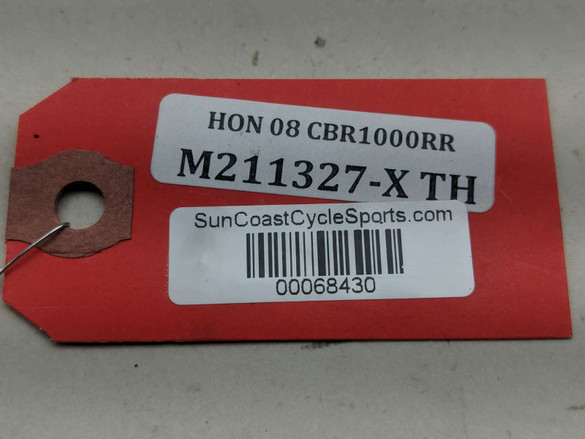 HON 08 CBR1000RR
M211327-X TH
SunCoastCycleSports.com
00068430